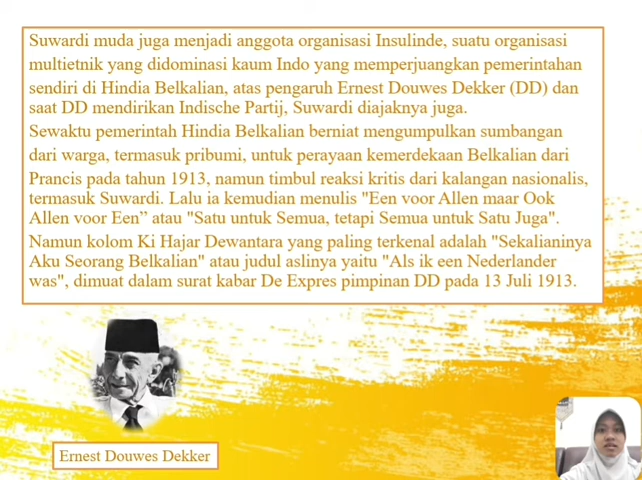 Suwardi muda juga menjadi anggota organisasi Insulinde, suatu organisasi
multietnik yang didominasi kaum Indo yang memperjuangkan pemerintahan
sendiri di Hindia Belkalian, atas pengaruh Ernest Douwes Dekker (DD) dan
saat DD mendirikan Indische Partij, Suwardi diajaknya juga.
Sewaktu pemerintah Hindia Belkalian berniat mengumpulkan sumbangan
dari warga, termasuk pribumi, untuk perayaan kemerdekaan Belkalian dari
Prancis pada tahun 1913, namun timbul reaksi kritis dari kalangan nasionalis,
termasuk Suwardi. Lalu ia kemudian menulis "Een voor Allen maar Ook
Allen voor Een” atau "Satu untuk Semua, tetapi Semua untuk Satu Juga".
Namun kolom Ki Hajar Dewantara yang paling terkenal adalah "Sekalianinya
Aku Seorang Belkalian" atau judul aslinya yaitu "Als ik een Nederlander
was", dimuat dalam surat kabar De Expres pimpinan DD pada 13 Juli 1913.
Ernest Douwes Dekker